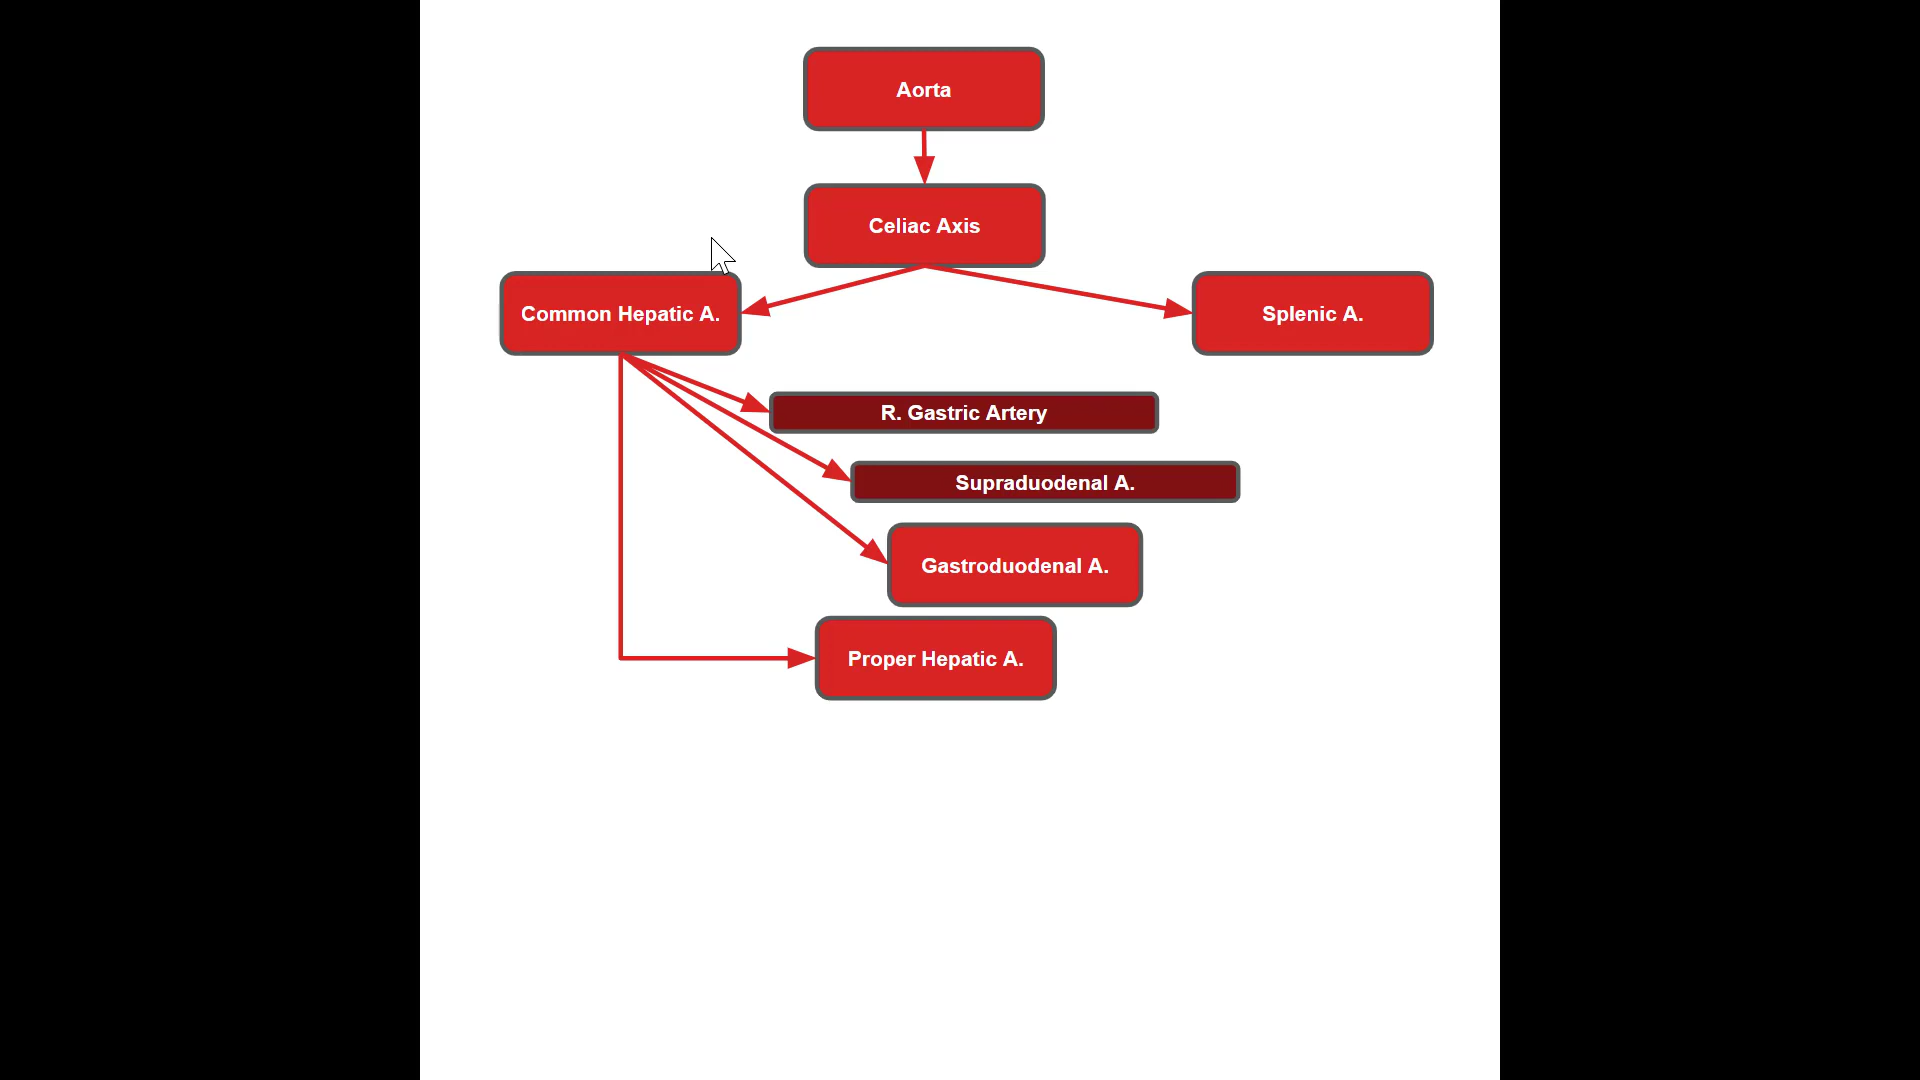 Aorta
Celiac Axis
Common Hepatic A.
Splenic A.
R. Gastric Artery
Supraduodenal A.
Gastroduodenal A.
Proper Hepatic A.